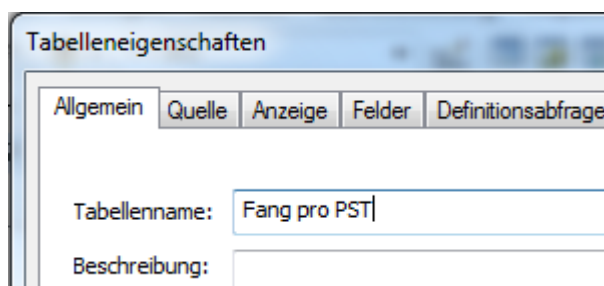 Tabelleneigenschaften
Allgemein Quelle Anzeige Felder Definitionsabfrage
Tabellenname: Fang pro PST
Beschreibung: